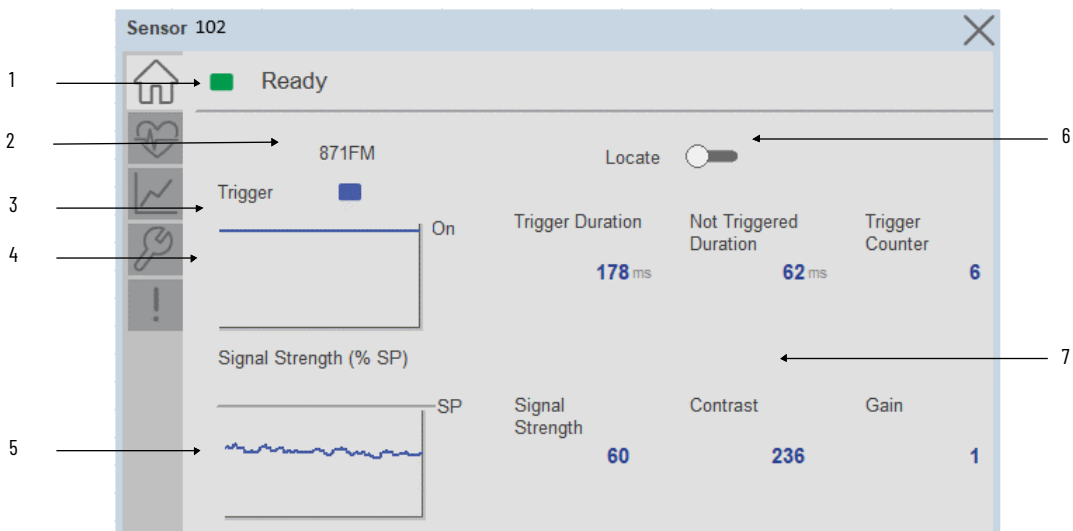 Sensor 102
1
Ready
2
6
871FM
Locate
3
Trigger
On
Trigger Duration
Not Triggered
Duration
Trigger
Counter
4
178 ms
62 ms
6
Signal Strength (% SP)
7
SP
Signal
Strength
Contrast
Gain
5
60
236
1